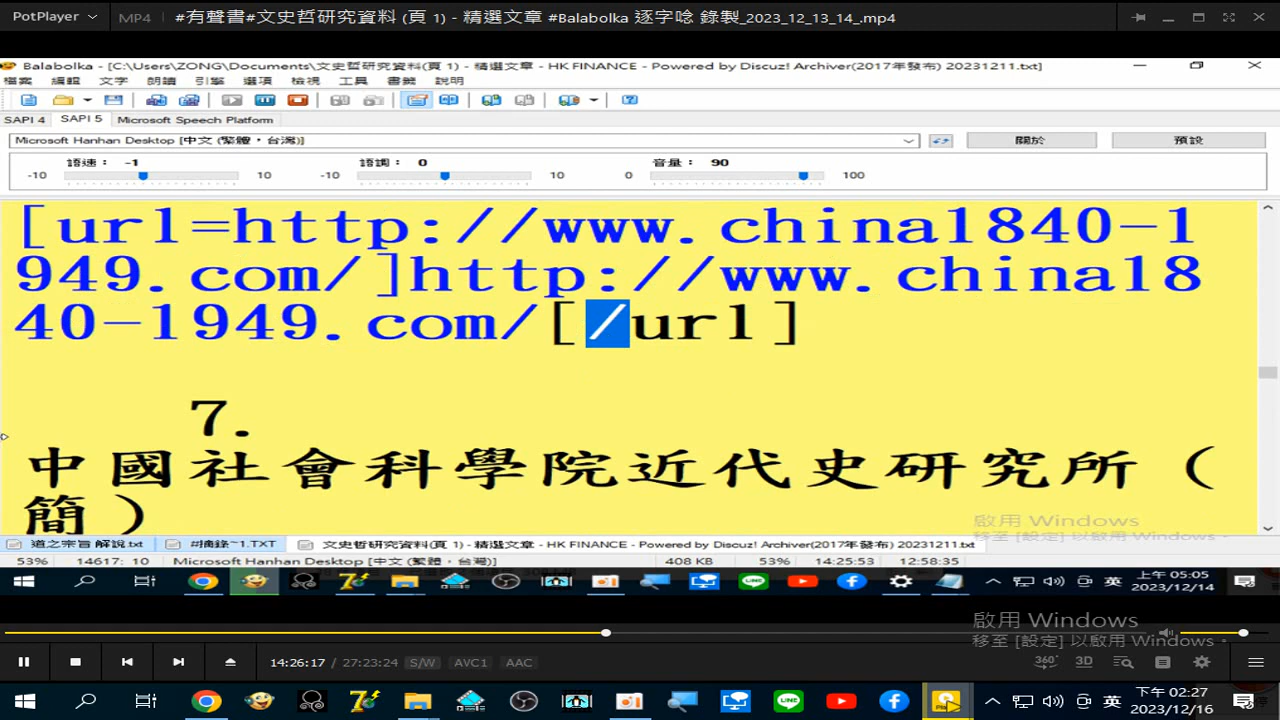 PotPlayer MP4 #有聲書#文史哲研究資料 (頁 1) - 精選文章 #Balabolka 逐字唸 錄製_2023_12_13_14_.mp4
Balabolka - [C:\Users\ZONG\Documents\文史哲研究資料(頁 1) - 精選文章 - HK FINANCE - Powered by Discuz! Archiver(2017年發布) 20231211.txt]
檔案 編輯 文字 朗讀 引擎 選項 檢視 工具 書籤 說明
SAPI 4 SAPI 5 Microsoft Speech Platform
Microsoft Hanhan Desktop [中文 (繁體，台灣)] 關於 預設
語速： -1 語調： 0 音量： 90
-10 10 -10 10 0 100
[url=http://www.china1840-1
949.com/]http://www.china18
40-1949.com/[/url]
7.
中國社會科學院近代史研究所（
簡）
啟用 Windows
移至 [設定] 以啟用 Windows。
道之宗旨 解說.txt #摘錄~1.TXT 文史哲研究資料(頁 1) - 精選文章 - HK FINANCE - Powered by Discuz! Archiver(2017年發布) 20231211.txt
53% 14617: 10 Microsoft Hanhan Desktop [中文 (繁體，台灣)] 408 KB 53% 14:25:53 12:58:35
英 上午 05:05
2023/12/14
啟用 Windows
移至 [設定] 以啟用 Windows。
14:26:17 / 27:23:24 S/W AVC1 AAC 360° 3D
英 下午 02:27
2023/12/16